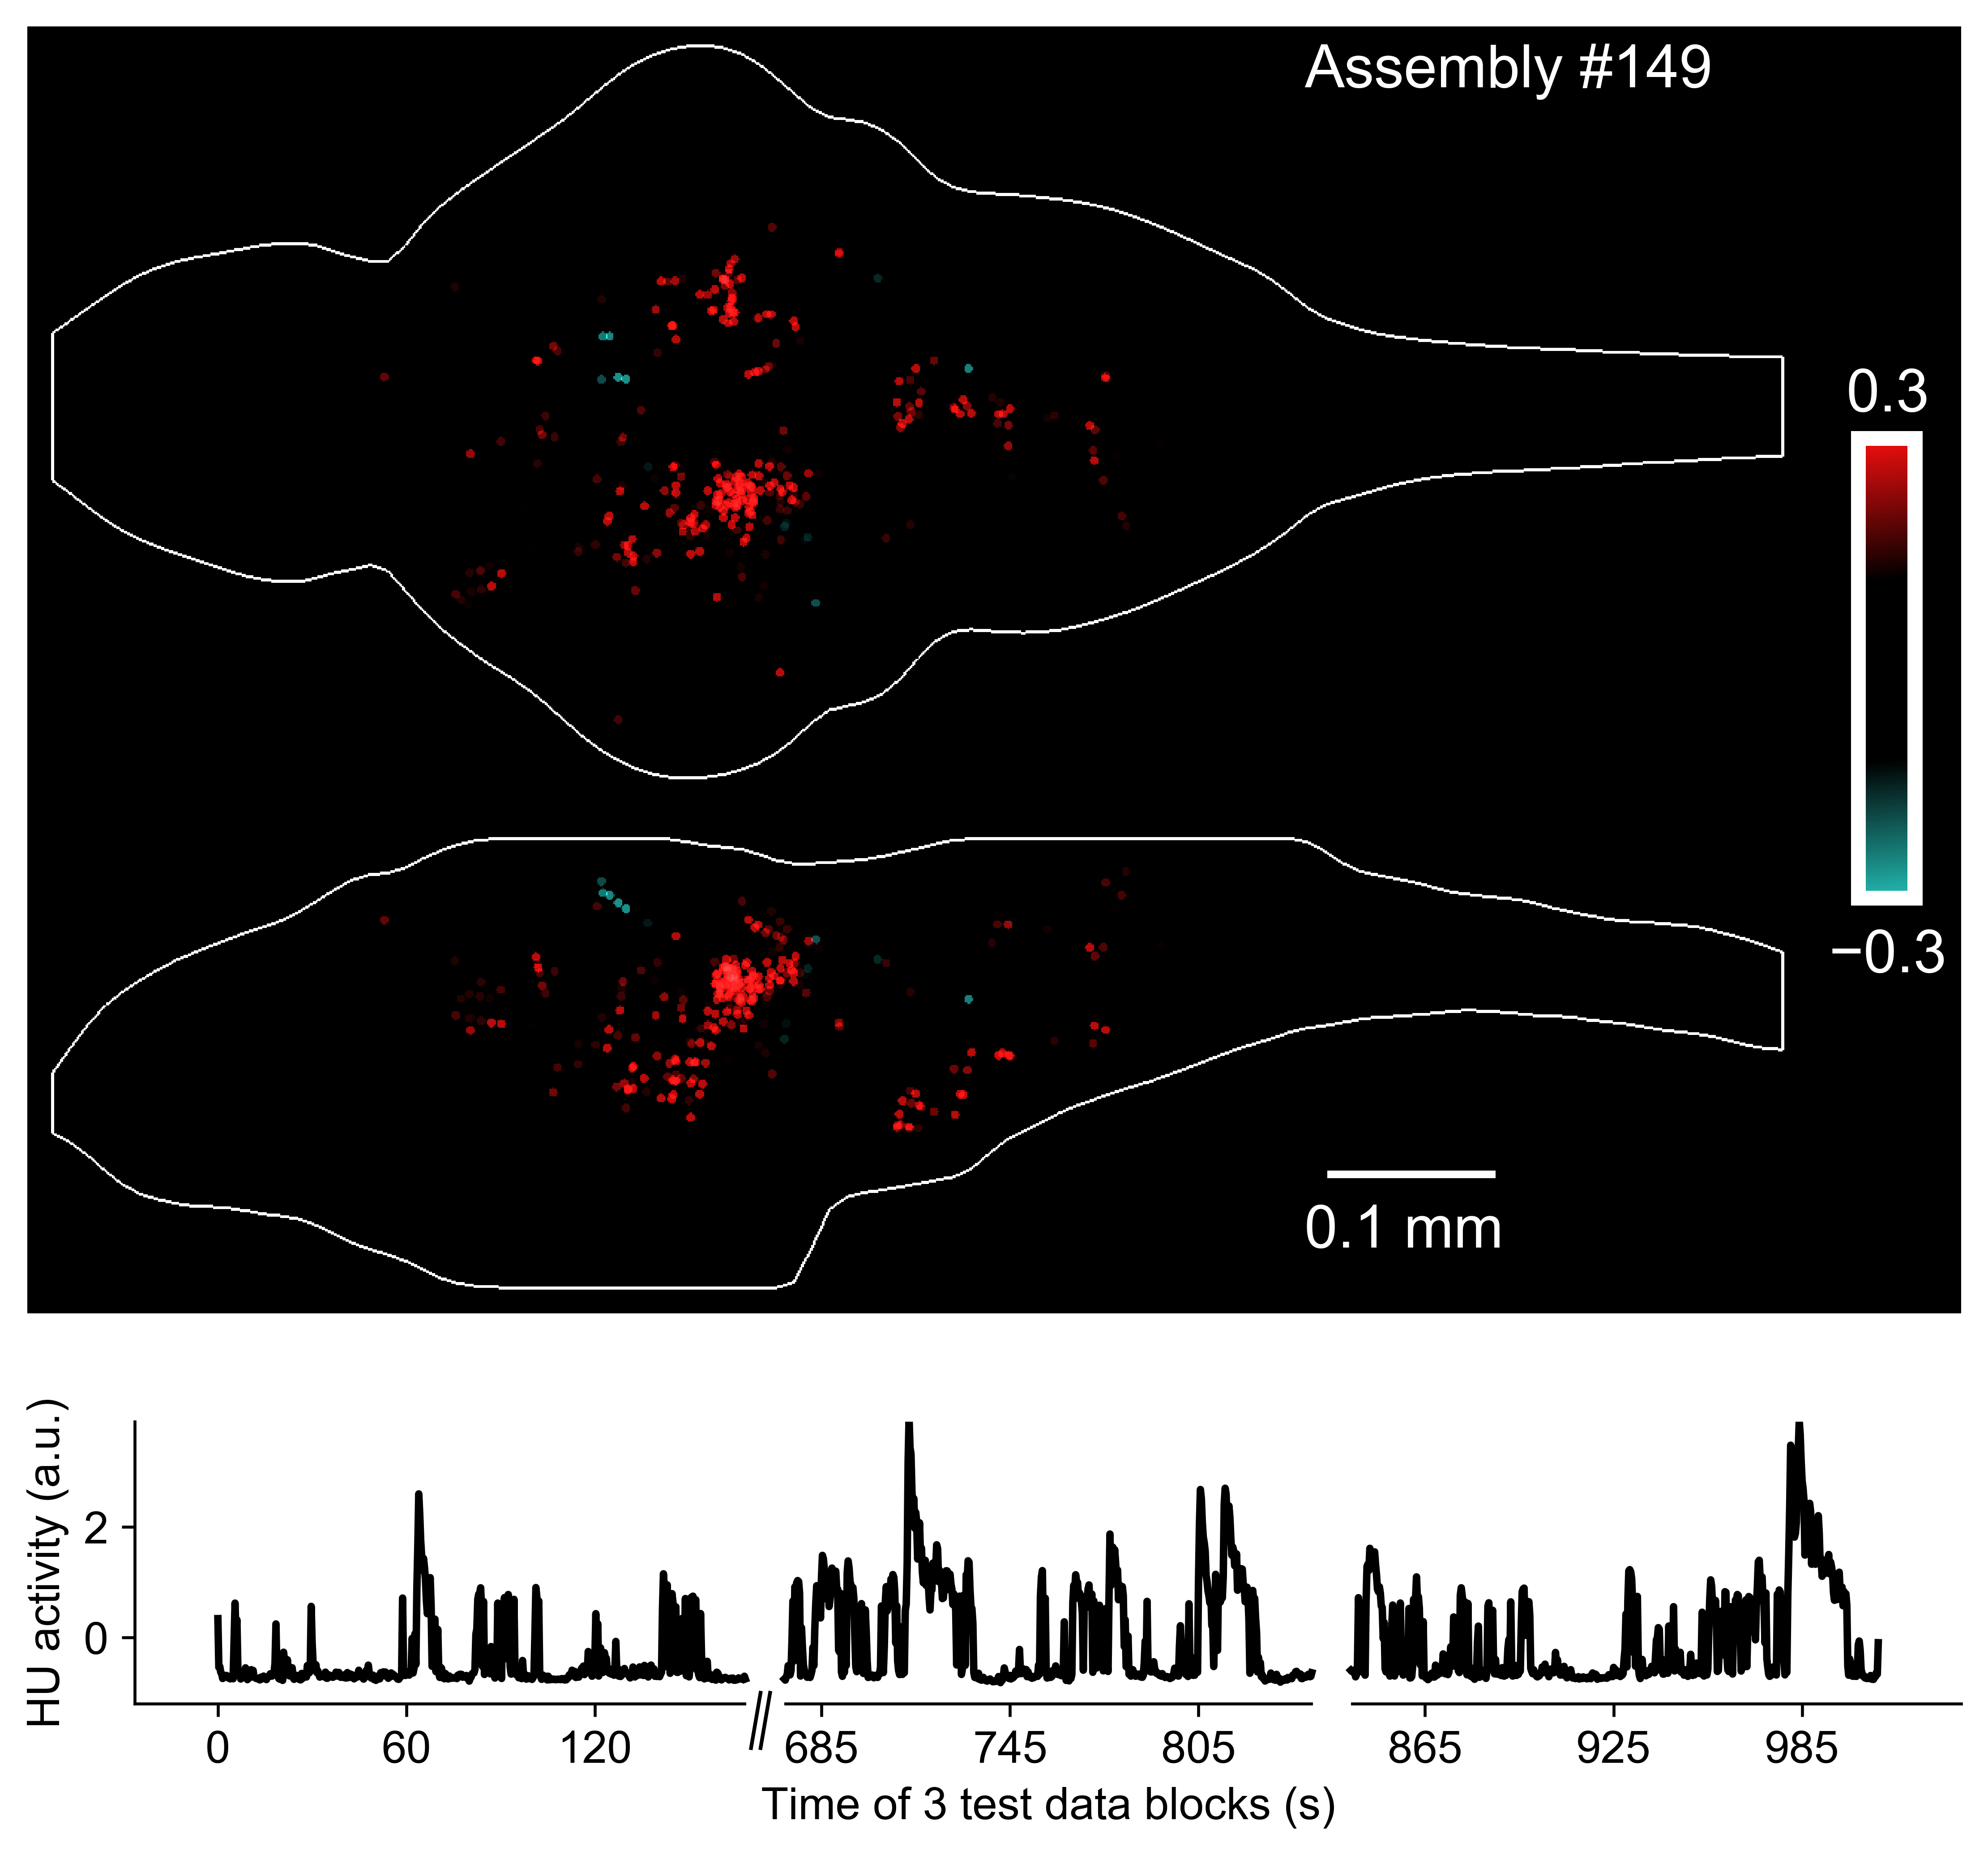 Assembly #149
0.3
−0.3
0.1 mm
HU activity (a.u.)
2
0
0 60 120 685 745 805 865 925 985
Time of 3 test data blocks (s)